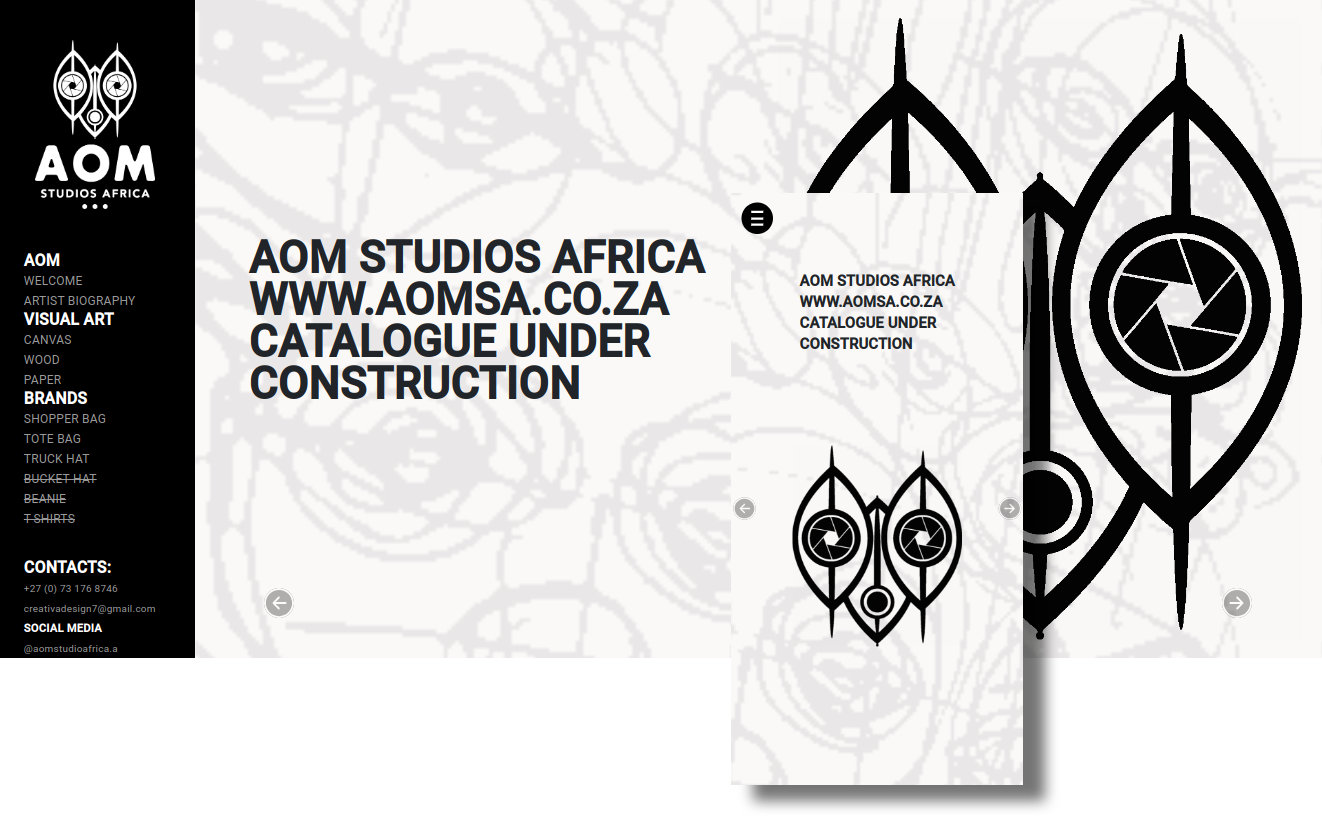 AOM
STUDIOS AFRICA
AOM
WELCOME
ARTIST BIOGRAPHY
VISUAL ART
CANVAS
WOOD
PAPER
BRANDS
SHOPPER BAG
TOTE BAG
TRUCK HAT
BUCKET HAT
BEANIE
T-SHIRTS
CONTACTS:
+27 (0) 73 176 8746
creativadesign7@gmail.com
SOCIAL MEDIA
@aomstudioafrica.a
AOM STUDIOS AFRICA
WWW.AOMSA.CO.ZA
CATALOGUE UNDER
CONSTRUCTION
AOM STUDIOS AFRICA
WWW.AOMSA.CO.ZA
CATALOGUE UNDER
CONSTRUCTION